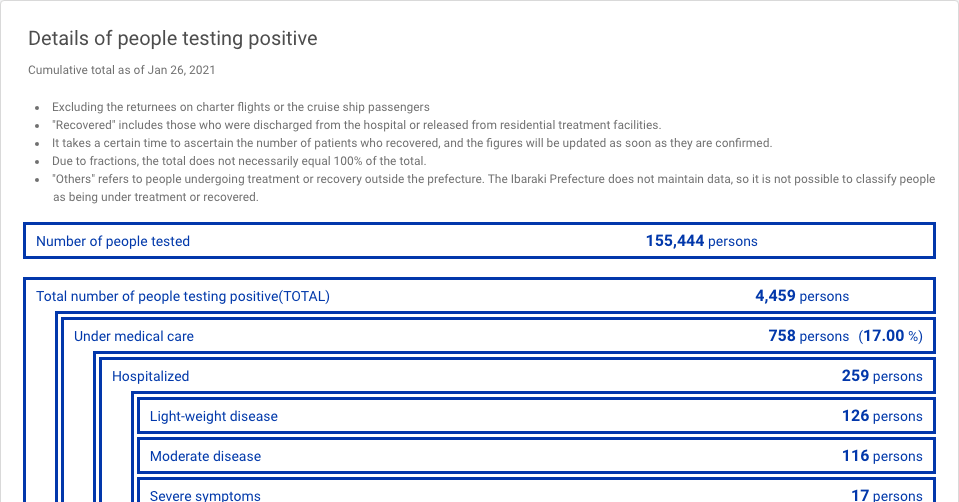 Details of people testing positive
Cumulative total as of Jan 26, 2021
• Excluding the returnees on charter flights or the cruise ship passengers
• "Recovered" includes those who were discharged from the hospital or released from residential treatment facilities.
• It takes a certain time to ascertain the number of patients who recovered, and the figures will be updated as soon as they are confirmed.
• Due to fractions, the total does not necessarily equal 100% of the total.
• "Others" refers to people undergoing treatment or recovery outside the prefecture. The Ibaraki Prefecture does not maintain data, so it is not possible to classify people
as being under treatment or recovered.
Number of people tested 155,444 persons
Total number of people testing positive(TOTAL) 4,459 persons
Under medical care 758 persons (17.00 %)
Hospitalized 259 persons
Light-weight disease 126 persons
Moderate disease 116 persons
Severe symptoms 17 persons